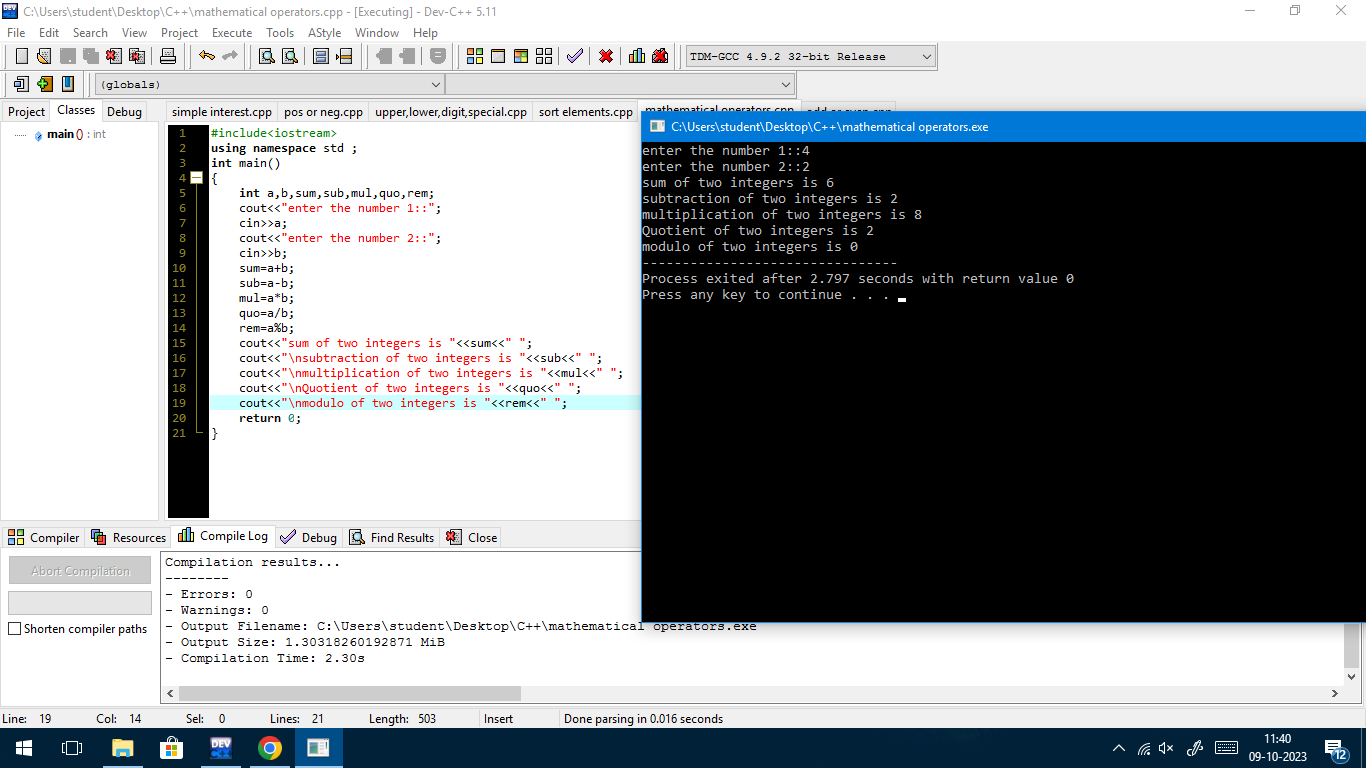 C:\Users\student\Desktop\C++\mathematical operators.cpp - [Executing] - Dev-C++ 5.11
File Edit Search View Project Execute Tools AStyle Window Help
TDM-GCC 4.9.2 32-bit Release
(globals)
Project Classes Debug
simple interest.cpp pos or neg.cpp upper,lower,digit,special.cpp sort elements.cpp mathematical operators.cpp
main () : int
1 #include<iostream>
2 using namespace std ;
3 int main()
4 {
5 int a,b,sum,sub,mul,quo,rem;
6 cout<<"enter the number 1::";
7 cin>>a;
8 cout<<"enter the number 2::";
9 cin>>b;
10 sum=a+b;
11 sub=a-b;
12 mul=a*b;
13 quo=a/b;
14 rem=a%b;
15 cout<<"sum of two integers is "<<sum<<" ";
16 cout<<"\nsubtraction of two integers is "<<sub<<" ";
17 cout<<"\nmultiplication of two integers is "<<mul<<" ";
18 cout<<"\nQuotient of two integers is "<<quo<<" ";
19 cout<<"\nmodulo of two integers is "<<rem<<" ";
20 return 0;
21 }
C:\Users\student\Desktop\C++\mathematical operators.exe
enter the number 1::4
enter the number 2::2
sum of two integers is 6
subtraction of two integers is 2
multiplication of two integers is 8
Quotient of two integers is 2
modulo of two integers is 0
--------------------------------
Process exited after 2.797 seconds with return value 0
Press any key to continue . . .
Compiler Resources Compile Log Debug Find Results Close
Abort Compilation
Shorten compiler paths
Compilation results...
--------
- Errors: 0
- Warnings: 0
- Output Filename: C:\Users\student\Desktop\C++\mathematical operators.exe
- Output Size: 1.30318260192871 MiB
- Compilation Time: 2.30s
Line: 19 Col: 14 Sel: 0 Lines: 21 Length: 503 Insert Done parsing in 0.016 seconds
DEV
11:40
09-10-2023
12